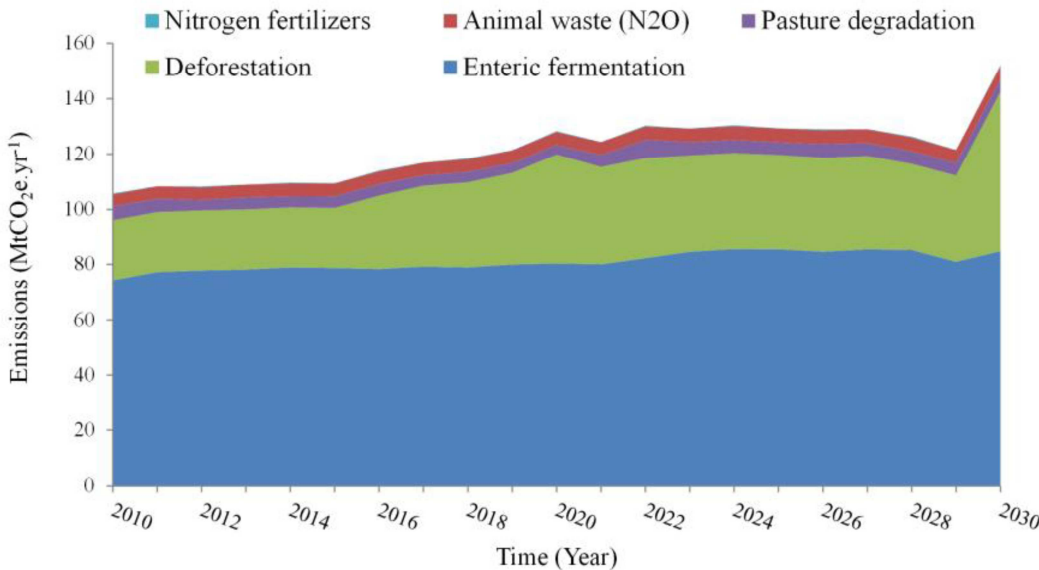 Nitrogen fertilizers Animal waste (N2O) Pasture degradation
Deforestation Enteric fermentation
160
140
120
100
80
60
40
20
0
Emissions (MtCO₂e.yr⁻¹)
2010 2012 2014 2016 2018 2020 2022 2024 2026 2028 2030
Time (Year)